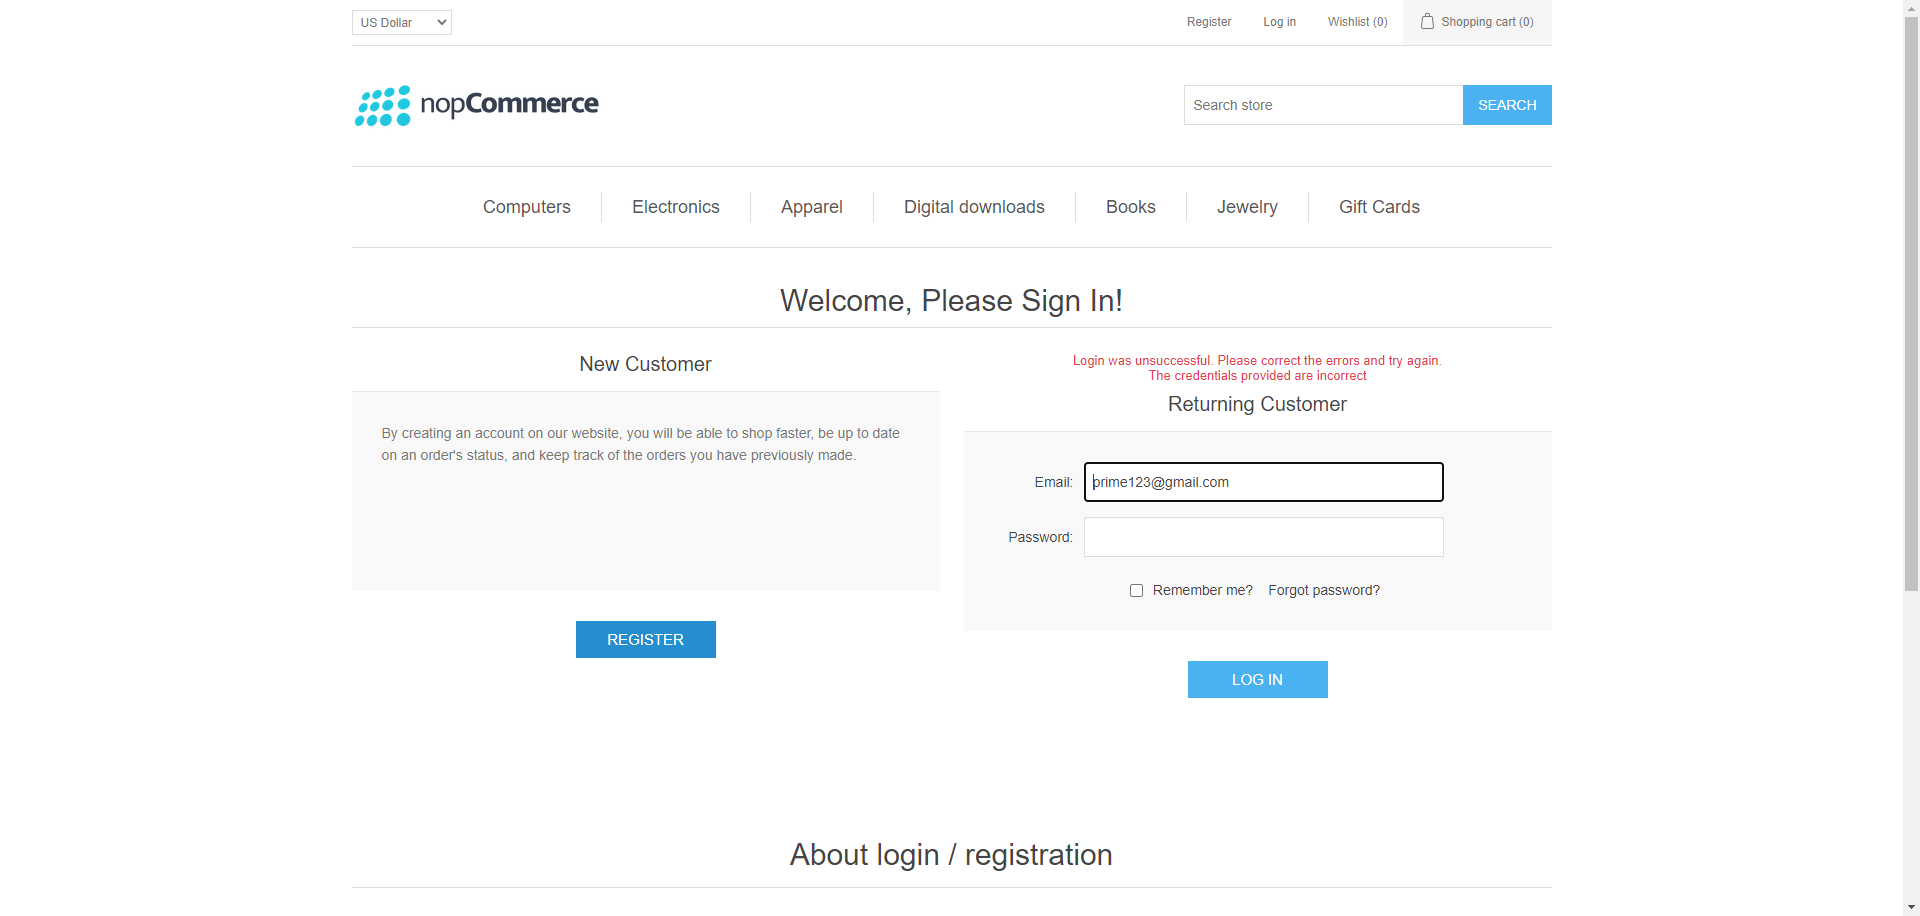 US Dollar
Register
Log in
Wishlist (0)
Shopping cart (0)
nopCommerce
Search store
SEARCH
Computers
Electronics
Apparel
Digital downloads
Books
Jewelry
Gift Cards
Welcome, Please Sign In!
New Customer
By creating an account on our website, you will be able to shop faster, be up to date
on an order's status, and keep track of the orders you have previously made.
REGISTER
Login was unsuccessful. Please correct the errors and try again.
The credentials provided are incorrect
Returning Customer
Email:
prime123@gmail.com
Password:
Remember me?
Forgot password?
LOG IN
About login / registration